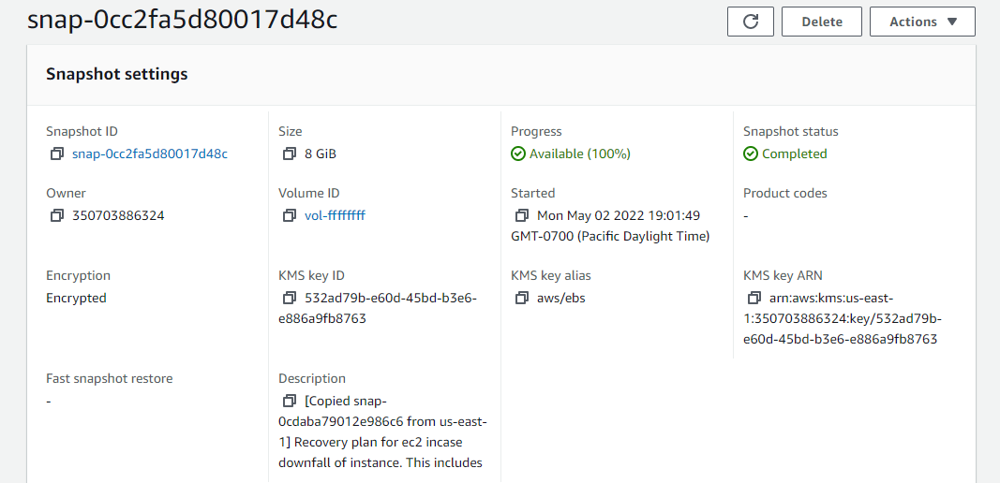 snap-0cc2fa5d80017d48c
Delete
Actions
Snapshot settings
Snapshot ID
snap-0cc2fa5d80017d48c
Size
8 GiB
Progress
Available (100%)
Snapshot status
Completed
Owner
350703886324
Volume ID
vol-ffffffff
Started
Mon May 02 2022 19:01:49
GMT-0700 (Pacific Daylight Time)
Product codes
-
Encryption
Encrypted
KMS key ID
532ad79b-e60d-45bd-b3e6-
e886a9fb8763
KMS key alias
aws/ebs
KMS key ARN
arn:aws:kms:us-east-
1:350703886324:key/532ad79b-
e60d-45bd-b3e6-e886a9fb8763
Fast snapshot restore
-
Description
[Copied snap-
0cdaba79012e986c6 from us-east-
1] Recovery plan for ec2 incase
downfall of instance. This includes